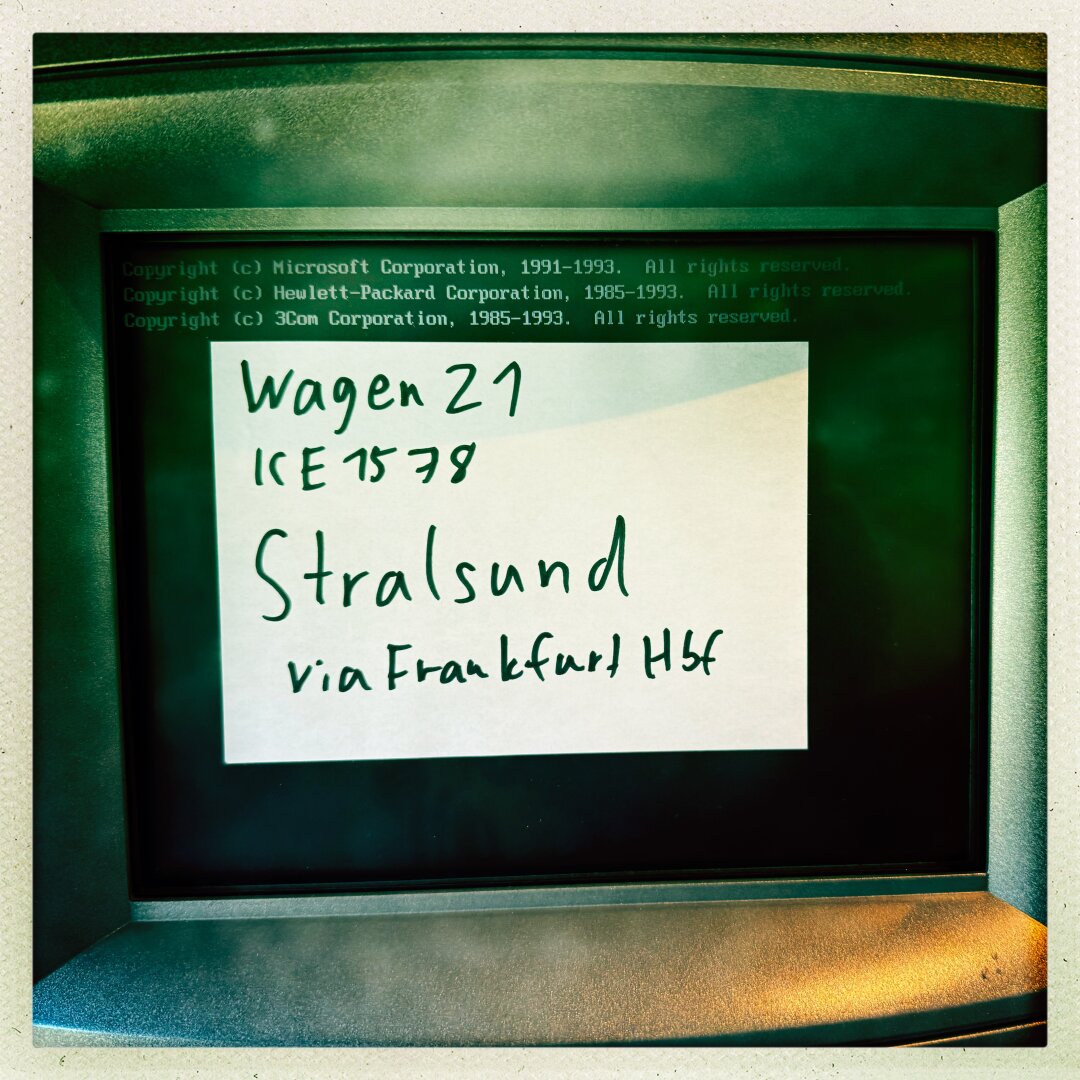 Copyright (c) Microsoft Corporation, 1991-1993. All rights reserved.
Copyright (c) Hewlett-Packard Corporation, 1985-1993. All rights reserved.
Copyright (c) 3Com Corporation, 1985-1993. All rights reserved.
Wagen 21
ICE 1578
Stralsund
via Frankfurt Hbf